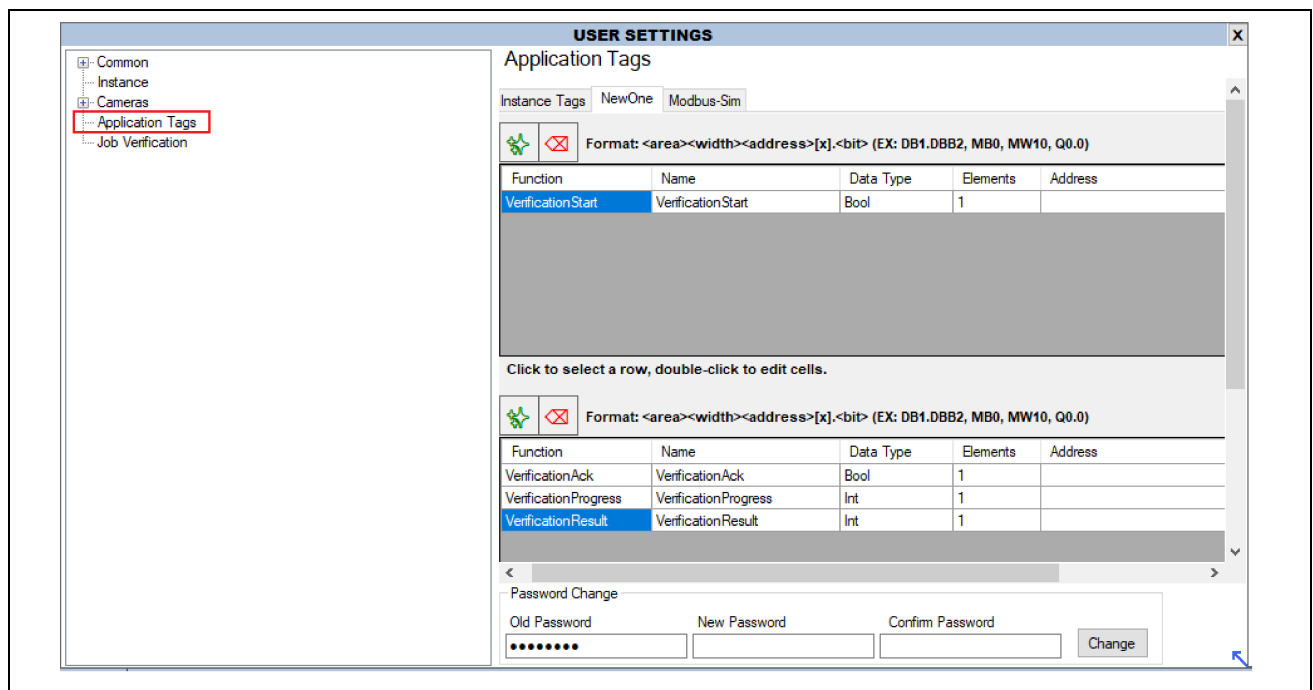 USER SETTINGS
X
Common
Instance
Cameras
Application Tags
Job Verification
Application Tags
Instance Tags NewOne Modbus-Sim
Format: <area><width><address>[x].<bit> (EX: DB1.DBB2, MB0, MW10, Q0.0)
Function Name Data Type Elements Address
VerificationStart VerificationStart Bool 1
Click to select a row, double-click to edit cells.
Format: <area><width><address>[x].<bit> (EX: DB1.DBB2, MB0, MW10, Q0.0)
Function Name Data Type Elements Address
VerificationAck VerificationAck Bool 1
VerificationProgress VerificationProgress Int 1
VerificationResult VerificationResult Int 1
Password Change
Old Password New Password Confirm Password
●●●●●●●● Change